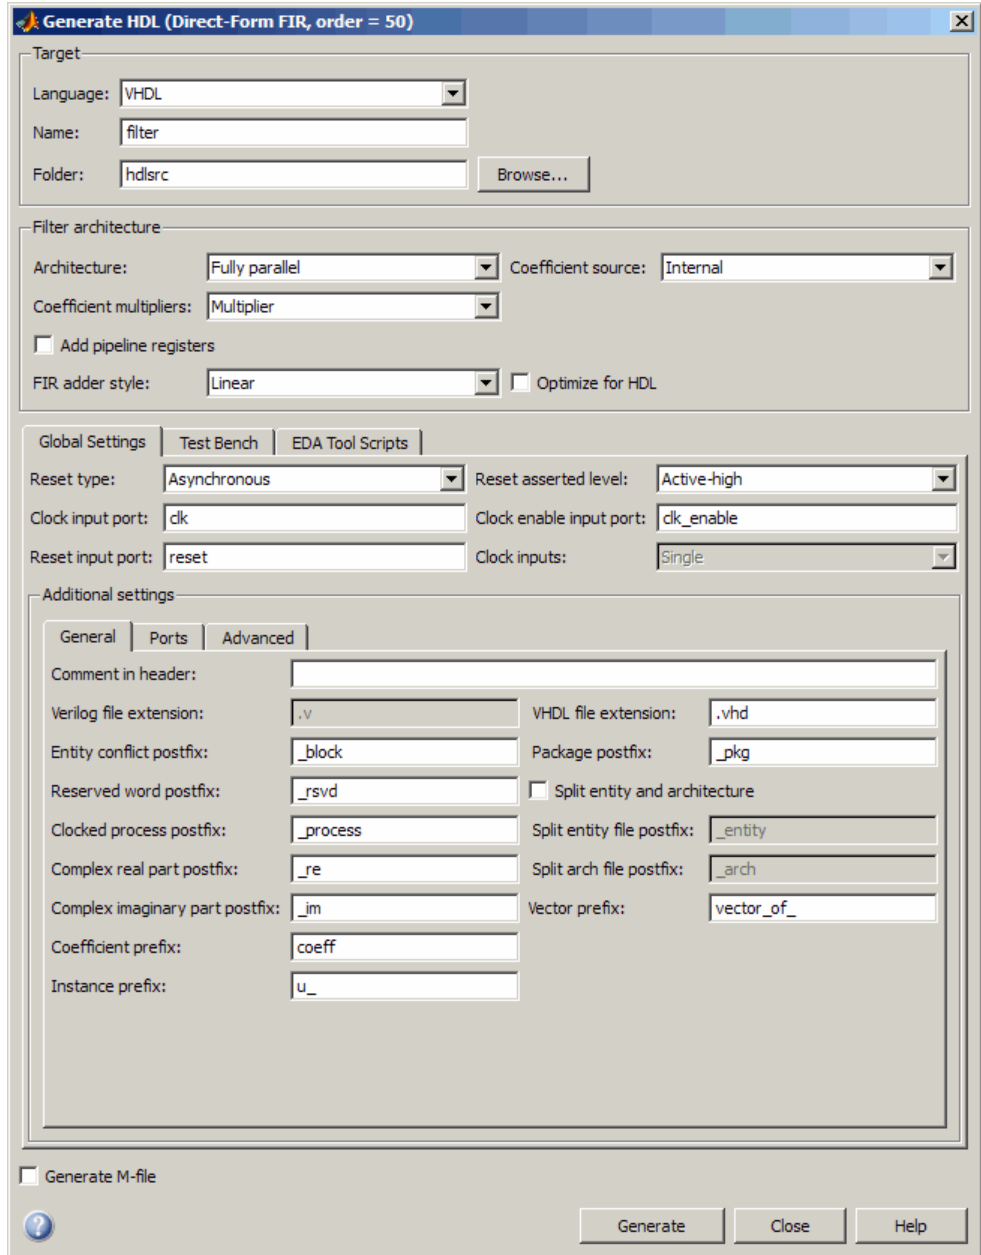 Generate HDL (Direct-Form FIR, order = 50)
Target
Language: VHDL
Name: filter
Folder: hdlsrc Browse...
Filter architecture
Architecture: Fully parallel Coefficient source: Internal
Coefficient multipliers: Multiplier
Add pipeline registers
FIR adder style: Linear Optimize for HDL
Global Settings Test Bench EDA Tool Scripts
Reset type: Asynchronous Reset asserted level: Active-high
Clock input port: clk Clock enable input port: clk_enable
Reset input port: reset Clock inputs: Single
Additional settings
General Ports Advanced
Comment in header:
Verilog file extension: .v VHDL file extension: .vhd
Entity conflict postfix: _block Package postfix: _pkg
Reserved word postfix: _rsvd Split entity and architecture
Clocked process postfix: _process Split entity file postfix: _entity
Complex real part postfix: _re Split arch file postfix: _arch
Complex imaginary part postfix: _im Vector prefix: vector_of_
Coefficient prefix: coeff
Instance prefix: u_
Generate M-file
? Generate Close Help